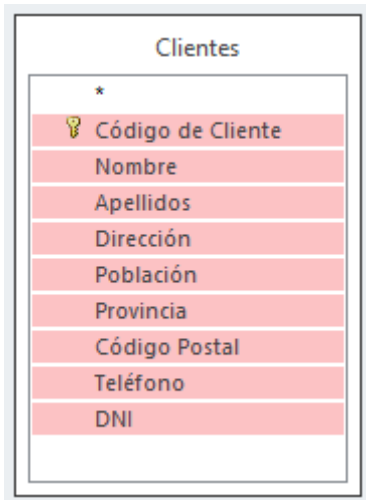 Clientes
*
Código de Cliente
Nombre
Apellidos
Dirección
Población
Provincia
Código Postal
Teléfono
DNI